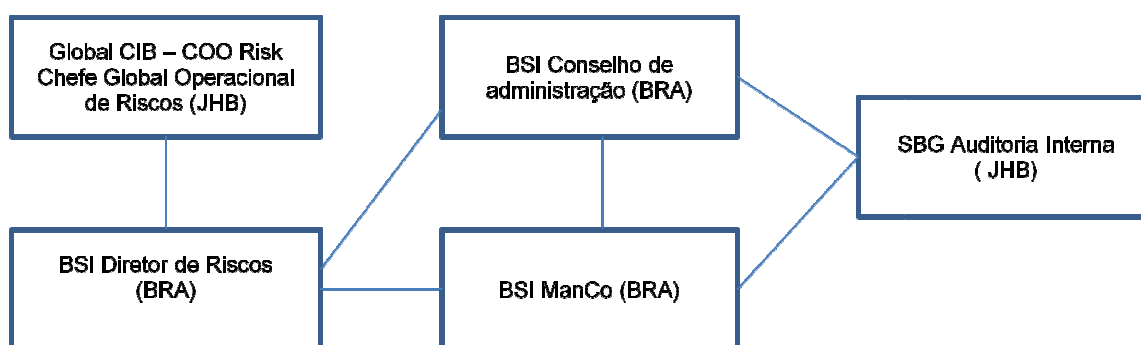 Global CIB – COO Risk
Chefe Global Operacional
de Riscos (JHB)
BSI Conselho de
administração (BRA)
SBG Auditoria Interna
( JHB)
BSI Diretor de Riscos
(BRA)
BSI ManCo (BRA)